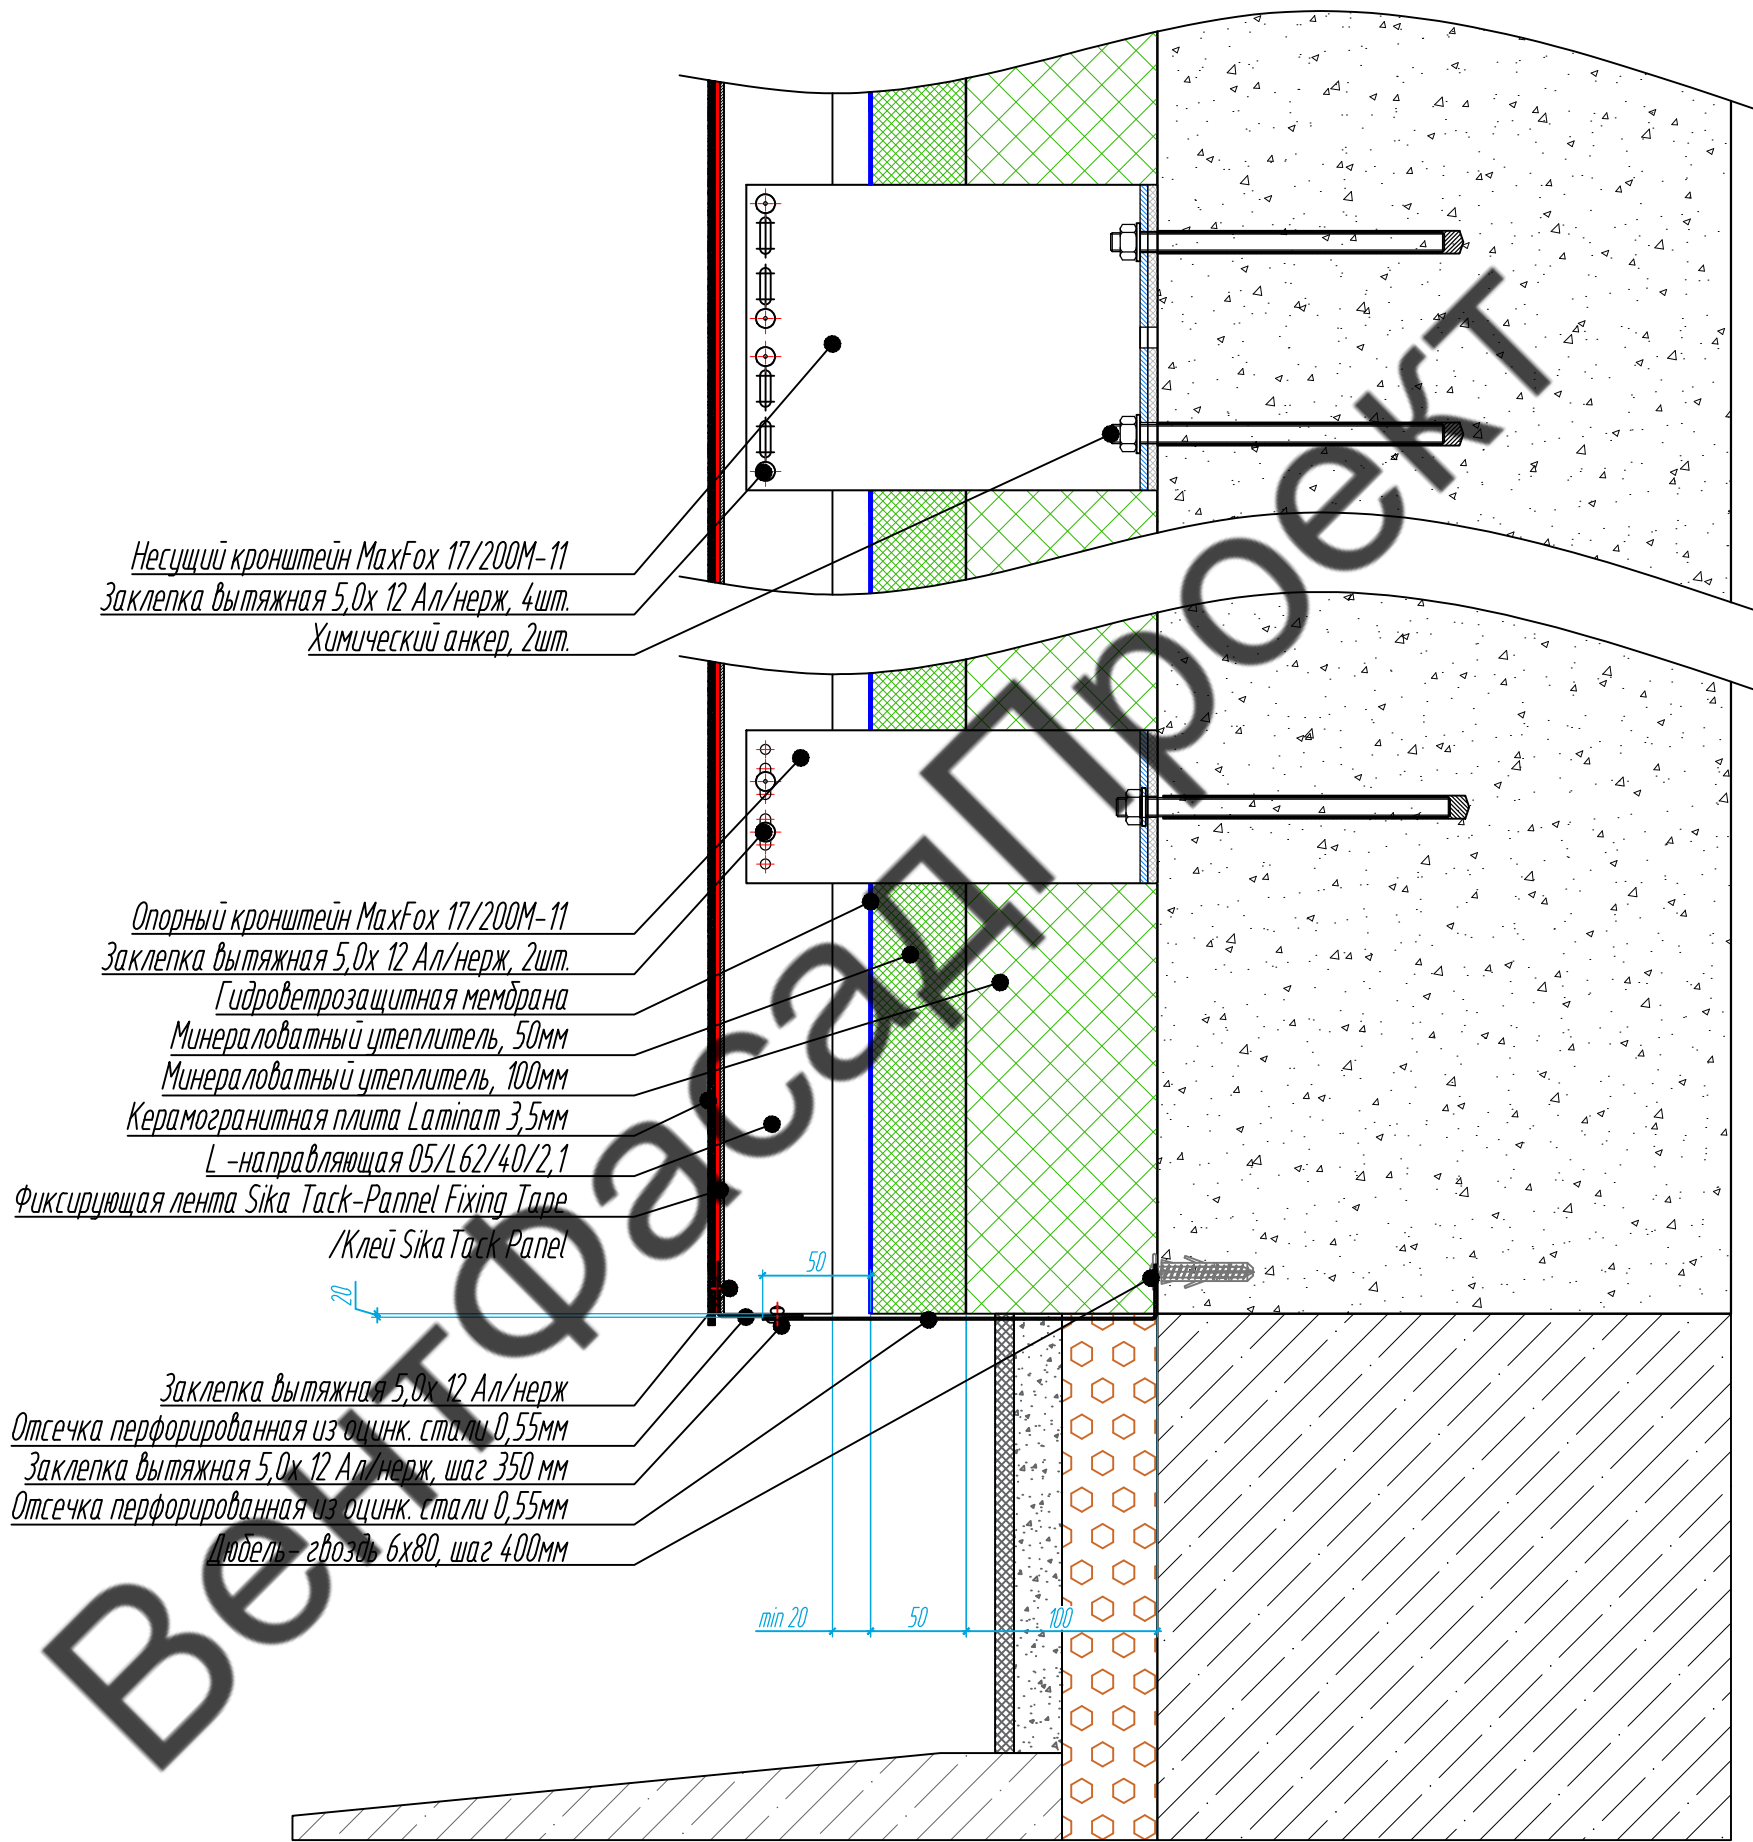 Несущий кронштейн MaxFox 17/200М-11
Заклепка вытяжная 5,0х 12 Ал/нерж, 4шт.
Химический анкер, 2шт.
Опорный кронштейн MaxFox 17/200М-11
Заклепка вытяжная 5,0х 12 Ал/нерж, 2шт.
Гидроветрозащитная мембрана
Минераловатный утеплитель, 50мм
Минераловатный утеплитель, 100мм
Керамогранитная плита Laminam 3,5мм
L -направляющая 05/L62/40/2,1
Фиксирующая лента Sika Tack-Pannel Fixing Tape
/Клей Sika Tack Panel
50
20
Заклепка вытяжная 5,0х 12 Ал/нерж
Отсечка перфорированная из оцинк. стали 0,55мм
Заклепка вытяжная 5,0х 12 Ал/нерж, шаг 350 мм
Отсечка перфорированная из оцинк. стали 0,55мм
Дюбель- гвоздь 6х80, шаг 400мм
min 20
50
100
ВентФасадПроект